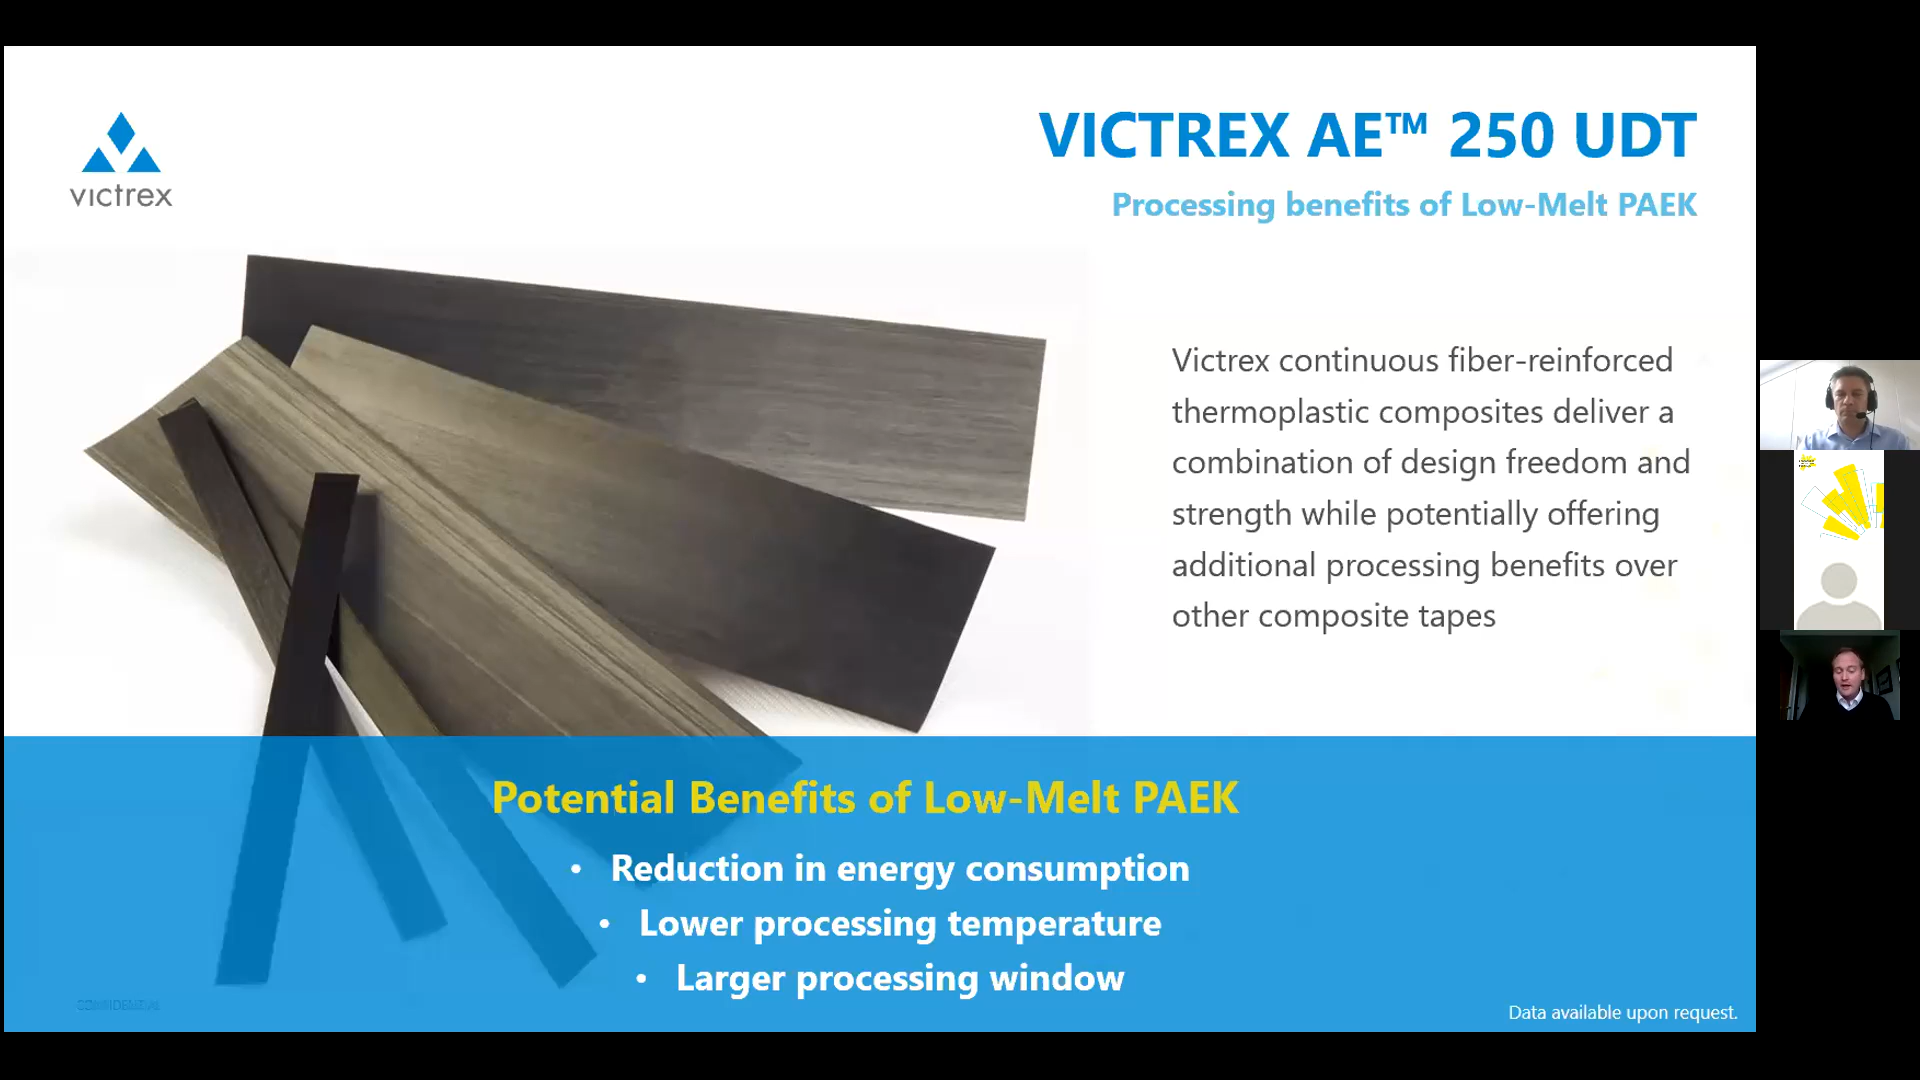 victrex
VICTREX AE™ 250 UDT
Processing benefits of Low-Melt PAEK
Victrex continuous fiber-reinforced
thermoplastic composites deliver a
combination of design freedom and
strength while potentially offering
additional processing benefits over
other composite tapes
Potential Benefits of Low-Melt PAEK
• Reduction in energy consumption
• Lower processing temperature
• Larger processing window
CONFIDENTIAL
Data available upon request.